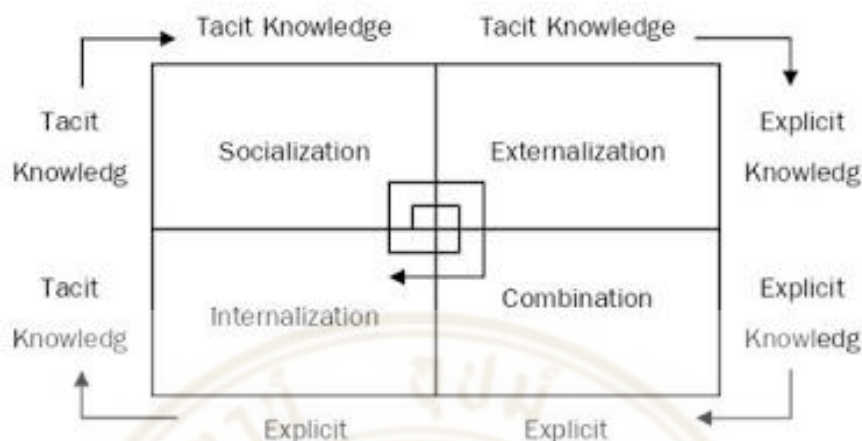 Tacit Knowledge Tacit Knowledge
Tacit
Knowledg
Socialization
Externalization
Explicit
Knowledg
Tacit
Knowledg
Internalization
Combination
Explicit
Knowledg
Explicit
Explicit